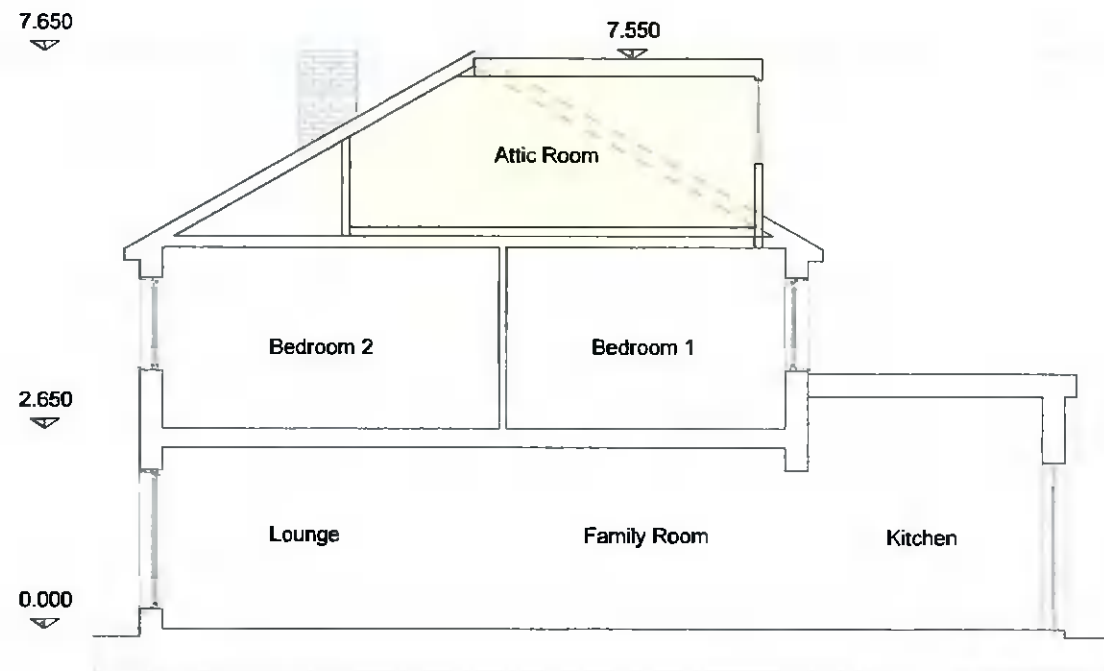 7.650
7.550
Attic Room
Bedroom 2
Bedroom 1
2.650
Lounge
Family Room
Kitchen
0.000